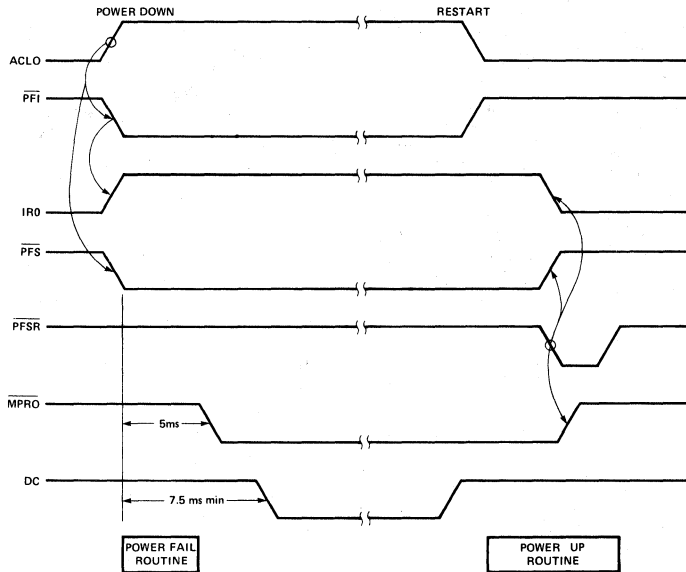 POWER DOWN
RESTART
ACLO
PFI
IR0
PFS
PFSR
MPRO
5ms
DC
7.5 ms min
POWER FAIL
ROUTINE
POWER UP
ROUTINE